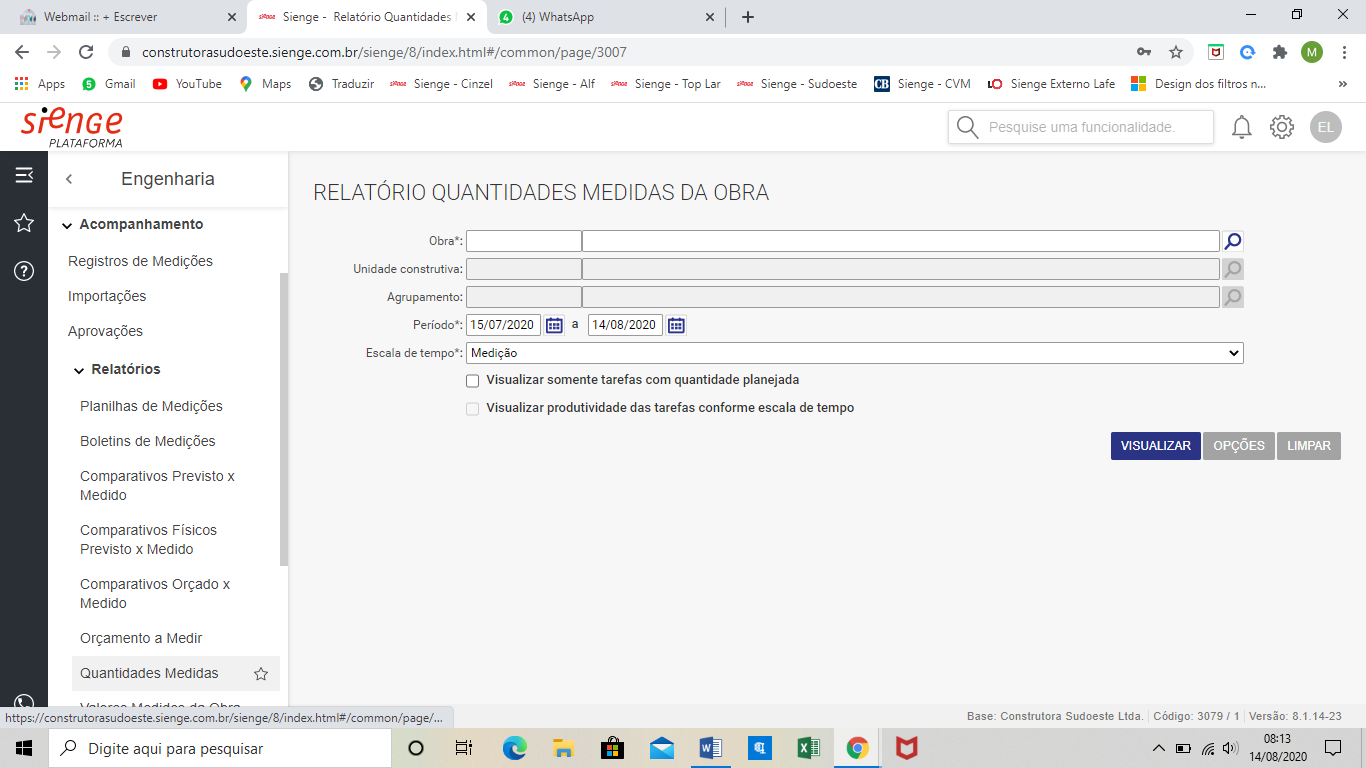 Webmail :: + Escrever
Sienge - Relatório Quantidades
(4) WhatsApp
construtorasudoeste.sienge.com.br/sienge/8/index.html#/common/page/3007
M
Apps
Gmail
YouTube
Maps
Traduzir
Sienge - Cinzel
Sienge - Alf
Sienge - Top Lar
Sienge - Sudoeste
Sienge - CVM
Sienge Externo Lafe
Design dos filtros n...
sienge
PLATAFORMA
Pesquise uma funcionalidade.
EL
Engenharia
Acompanhamento
Registros de Medições
Importações
Aprovações
Relatórios
Planilhas de Medições
Boletins de Medições
Comparativos Previsto x
Medido
Comparativos Físicos
Previsto x Medido
Comparativos Orçado x
Medido
Orçamento a Medir
Quantidades Medidas
Valores Medidos da Obra
RELATÓRIO QUANTIDADES MEDIDAS DA OBRA
Obra*:
Unidade construtiva:
Agrupamento:
Período*: 15/07/2020 a 14/08/2020
Escala de tempo*: Medição
Visualizar somente tarefas com quantidade planejada
Visualizar produtividade das tarefas conforme escala de tempo
VISUALIZAR OPÇÕES LIMPAR
https://construtorasudoeste.sienge.com.br/sienge/8/index.html#/common/page/...
Base: Construtora Sudoeste Ltda. Código: 3079 / 1 Versão: 8.1.14-23
Digite aqui para pesquisar
08:13
14/08/2020